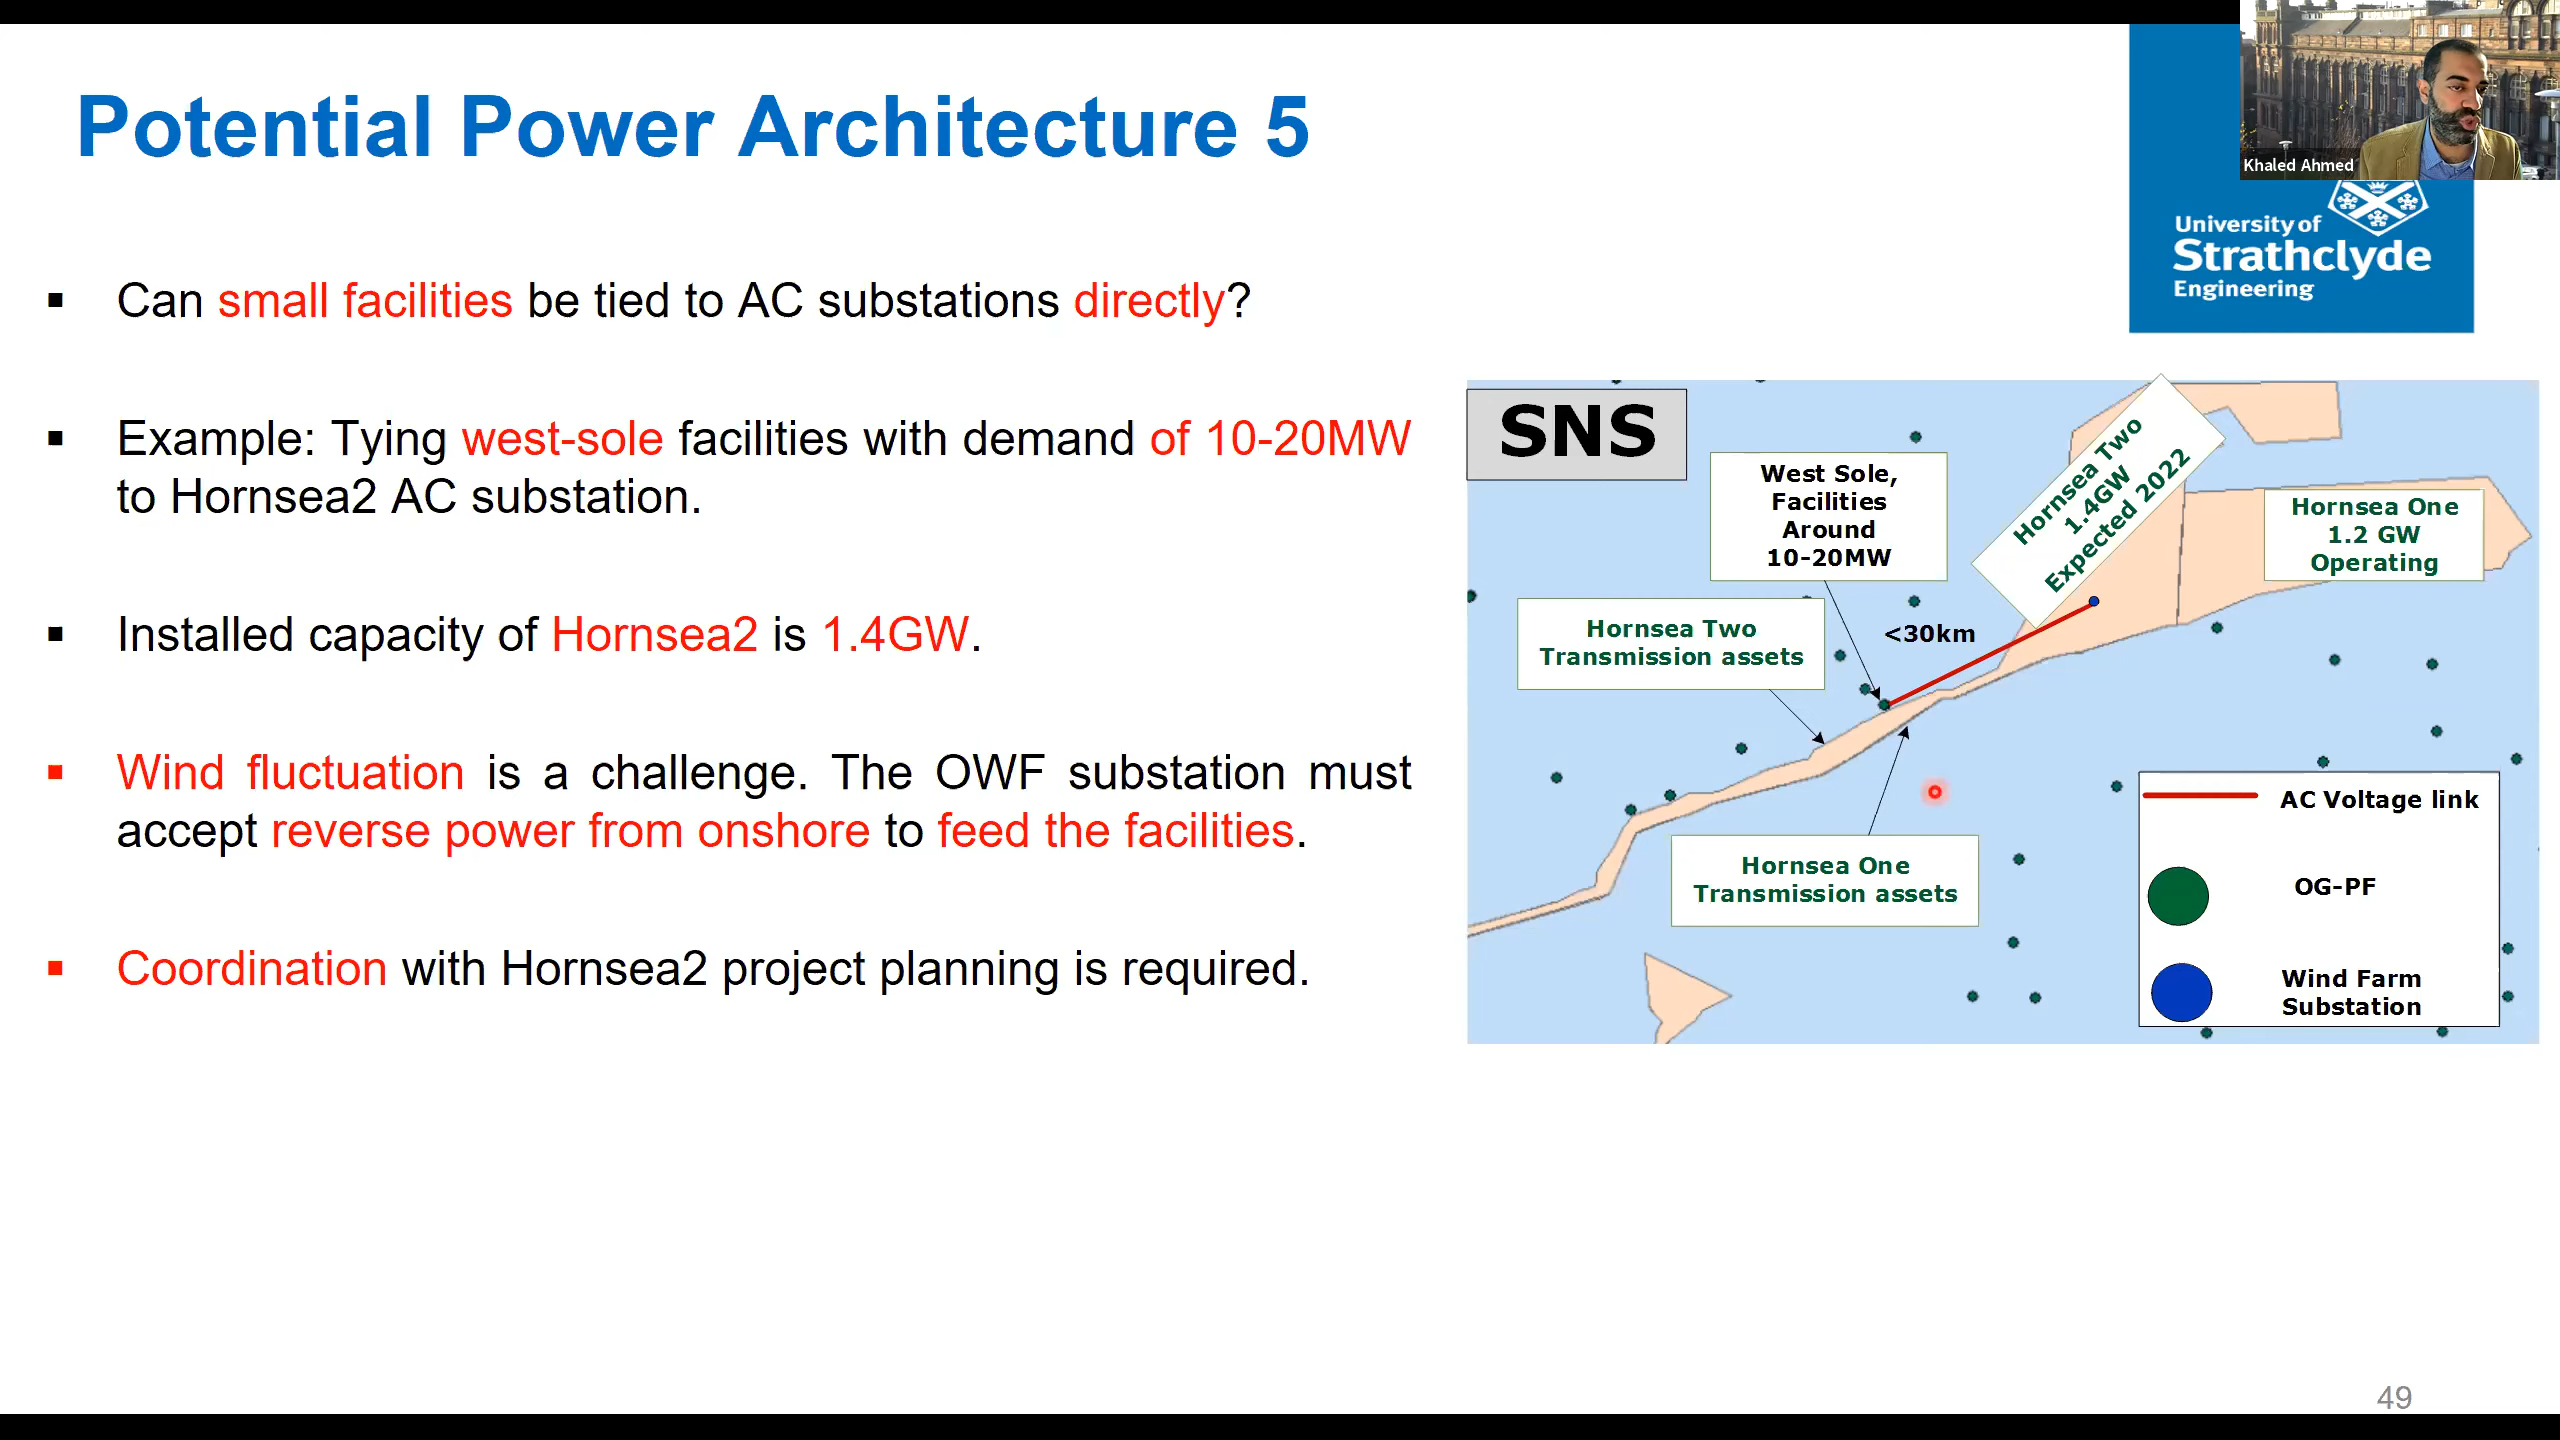 Potential Power Architecture 5
Khaled Ahmed
University of
Strathclyde
Engineering
▪ Can small facilities be tied to AC substations directly?
▪ Example: Tying west-sole facilities with demand of 10-20MW
to Hornsea2 AC substation.
▪ Installed capacity of Hornsea2 is 1.4GW.
▪ Wind fluctuation is a challenge. The OWF substation must
accept reverse power from onshore to feed the facilities.
▪ Coordination with Hornsea2 project planning is required.
SNS
West Sole,
Facilities
Around
10-20MW
Hornsea Two
1.4GW
Expected 2022
Hornsea One
1.2 GW
Operating
Hornsea Two
Transmission assets
<30km
Hornsea One
Transmission assets
AC Voltage link
OG-PF
Wind Farm
Substation
49